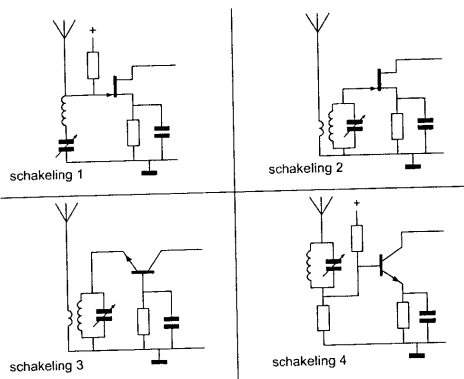 +
schakeling 1
schakeling 2
+
schakeling 3
schakeling 4